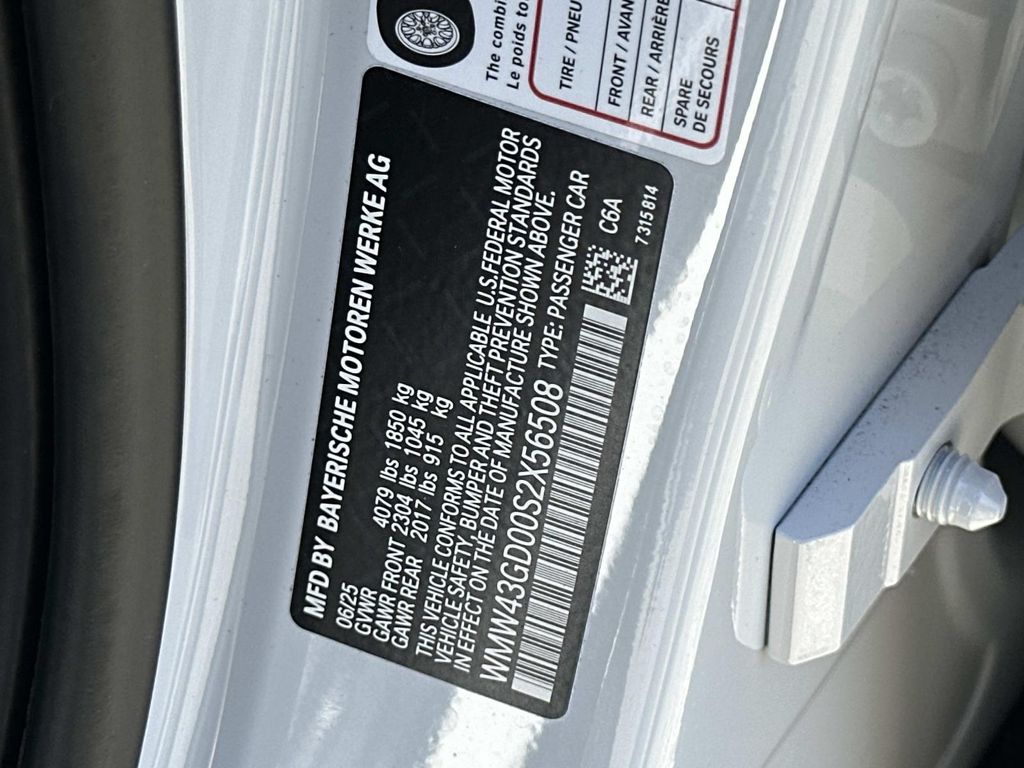 The combi
Le poids to
TIRE / PNEU
FRONT / AVAN
REAR / ARRIÈRE
SPARE
DE SECOURS
MFD BY BAYERISCHE MOTOREN WERKE AG
06/25
GVWR 4079 lbs 1850 kg
GAWR FRONT 2304 lbs 1045 kg
GAWR REAR 2017 lbs 915 kg
THIS VEHICLE CONFORMS TO ALL APPLICABLE U.S.FEDERAL MOTOR
VEHICLE SAFETY, BUMPER AND THEFT PREVENTION STANDARDS
IN EFFECT ON THE DATE OF MANUFACTURE SHOWN ABOVE.
WMW43GD00S2X56508 TYPE: PASSENGER CAR
C6A
7315814